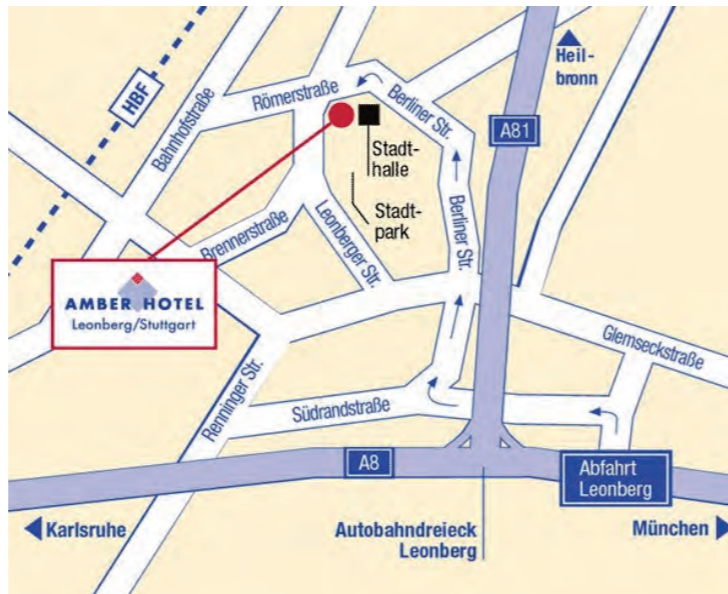 Heil-
bronn
HBF
Bahnhofstraße
Römerstraße
Berliner Str.
A81
Stadt-
halle
Stadt-
park
Brennerstraße
Leonberger Str.
Berliner Str.
AMBER HOTEL
Leonberg/Stuttgart
Glemseckstraße
Renninger Str.
Südrandstraße
A8
Abfahrt
Leonberg
Karlsruhe
Autobahndreieck
Leonberg
München